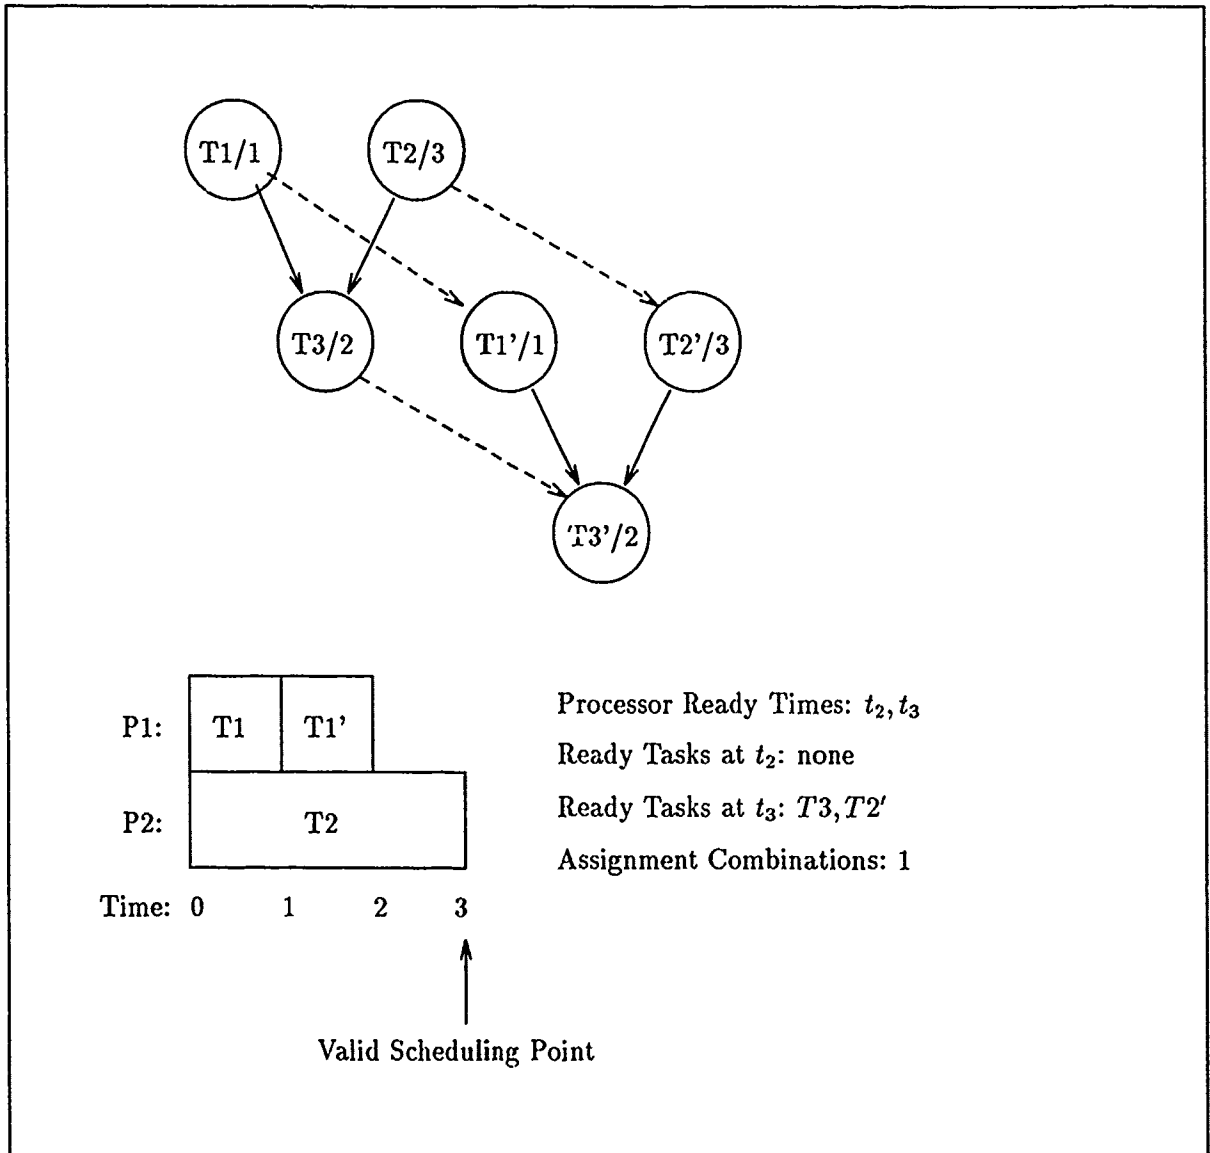 T1/1 T2/3
T3/2 T1'/1 T2'/3
T3'/2
P1: T1 T1'
P2: T2
Time: 0 1 2 3
Valid Scheduling Point
Processor Ready Times: t₂, t₃
Ready Tasks at t₂: none
Ready Tasks at t₃: T3, T2′
Assignment Combinations: 1